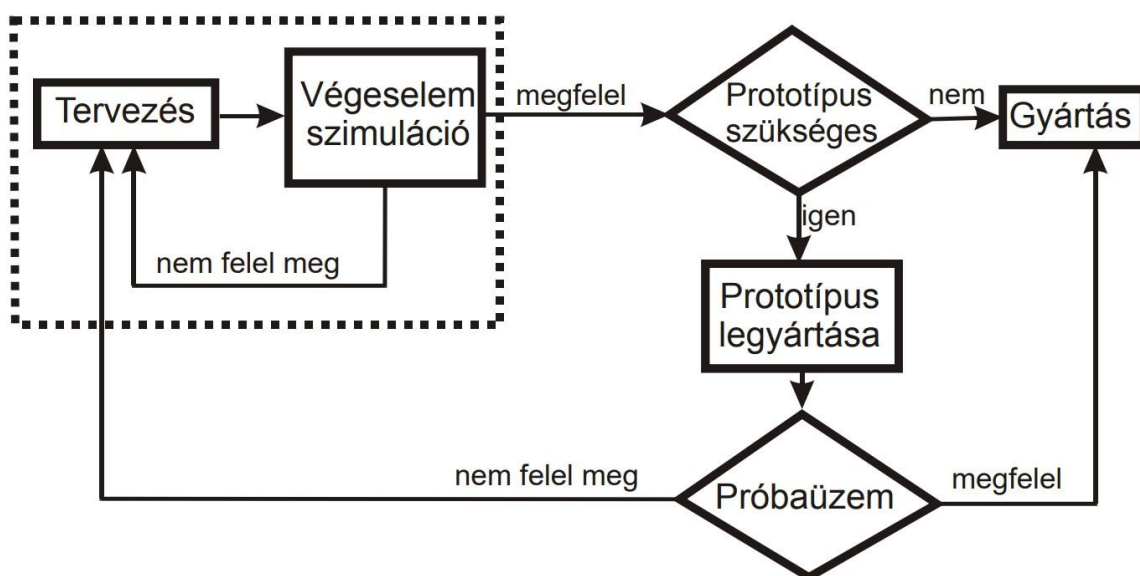 Tervezés
Végeselem
szimuláció
megfelel
Prototípus
szükséges
nem
Gyártás
nem felel meg
igen
Prototípus
legyártása
nem felel meg
Próbaüzem
megfelel